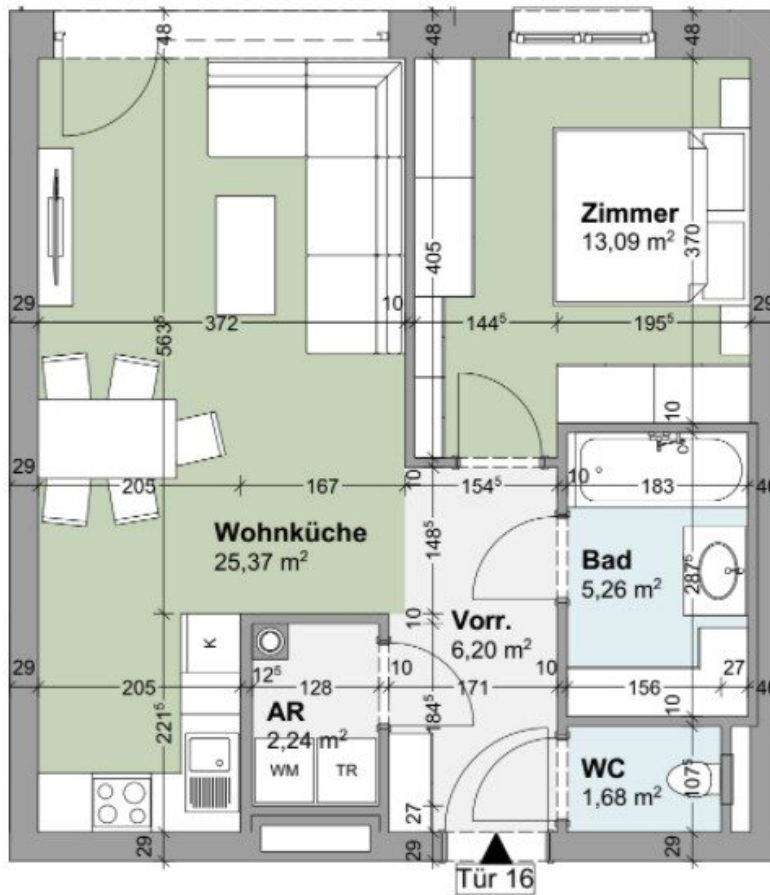 48
48
48
Zimmer
13,09 m²
370
405
29
372
10
144⁵
195⁵
29
563⁵
10
29
205
167
10
154⁵
10
183
40
Wohnküche
25,37 m²
148⁵
Bad
5,26 m²
287⁵
K
10
Vorr.
6,20 m²
29
205
12⁵
128
10
171
10
156
27
40
221⁵
AR
2,24 m²
184⁵
10
WM
TR
WC
1,68 m²
107⁵
27
29
29
29
Tür 16